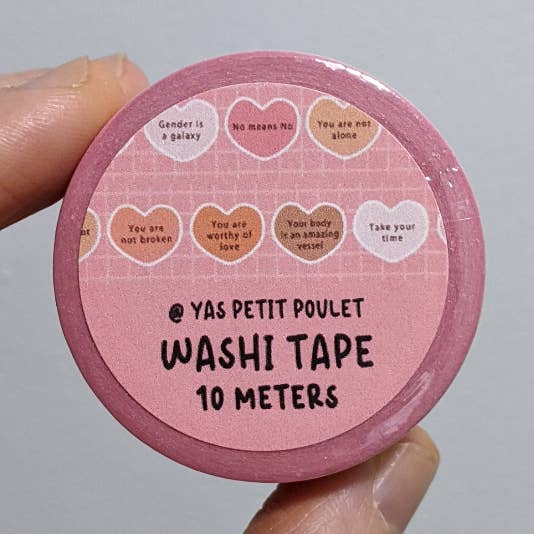 Gender is
a galaxy
No means No
You are not
alone
You are
not broken
You are
worthy of
love
Your body
is an amazing
vessel
Take your
time
@ YAS PETIT POULET
WASHI TAPE
10 METERS